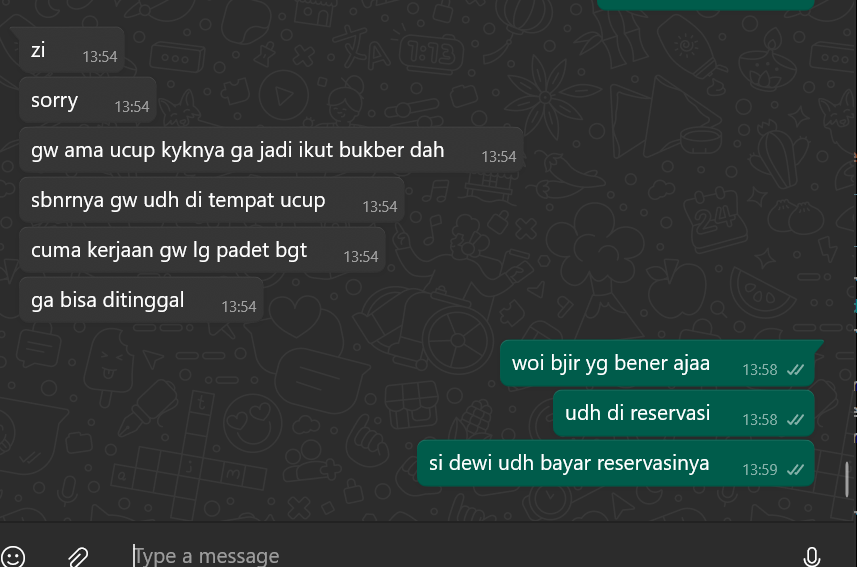 zi 13:54
sorry 13:54
gw ama ucup kyknya ga jadi ikut bukber dah 13:54
sbnrnya gw udh di tempat ucup 13:54
cuma kerjaan gw lg padet bgt 13:54
ga bisa ditinggal 13:54
woi bjir yg bener ajaa 13:58
udh di reservasi 13:58
si dewi udh bayar reservasinya 13:59
Type a message